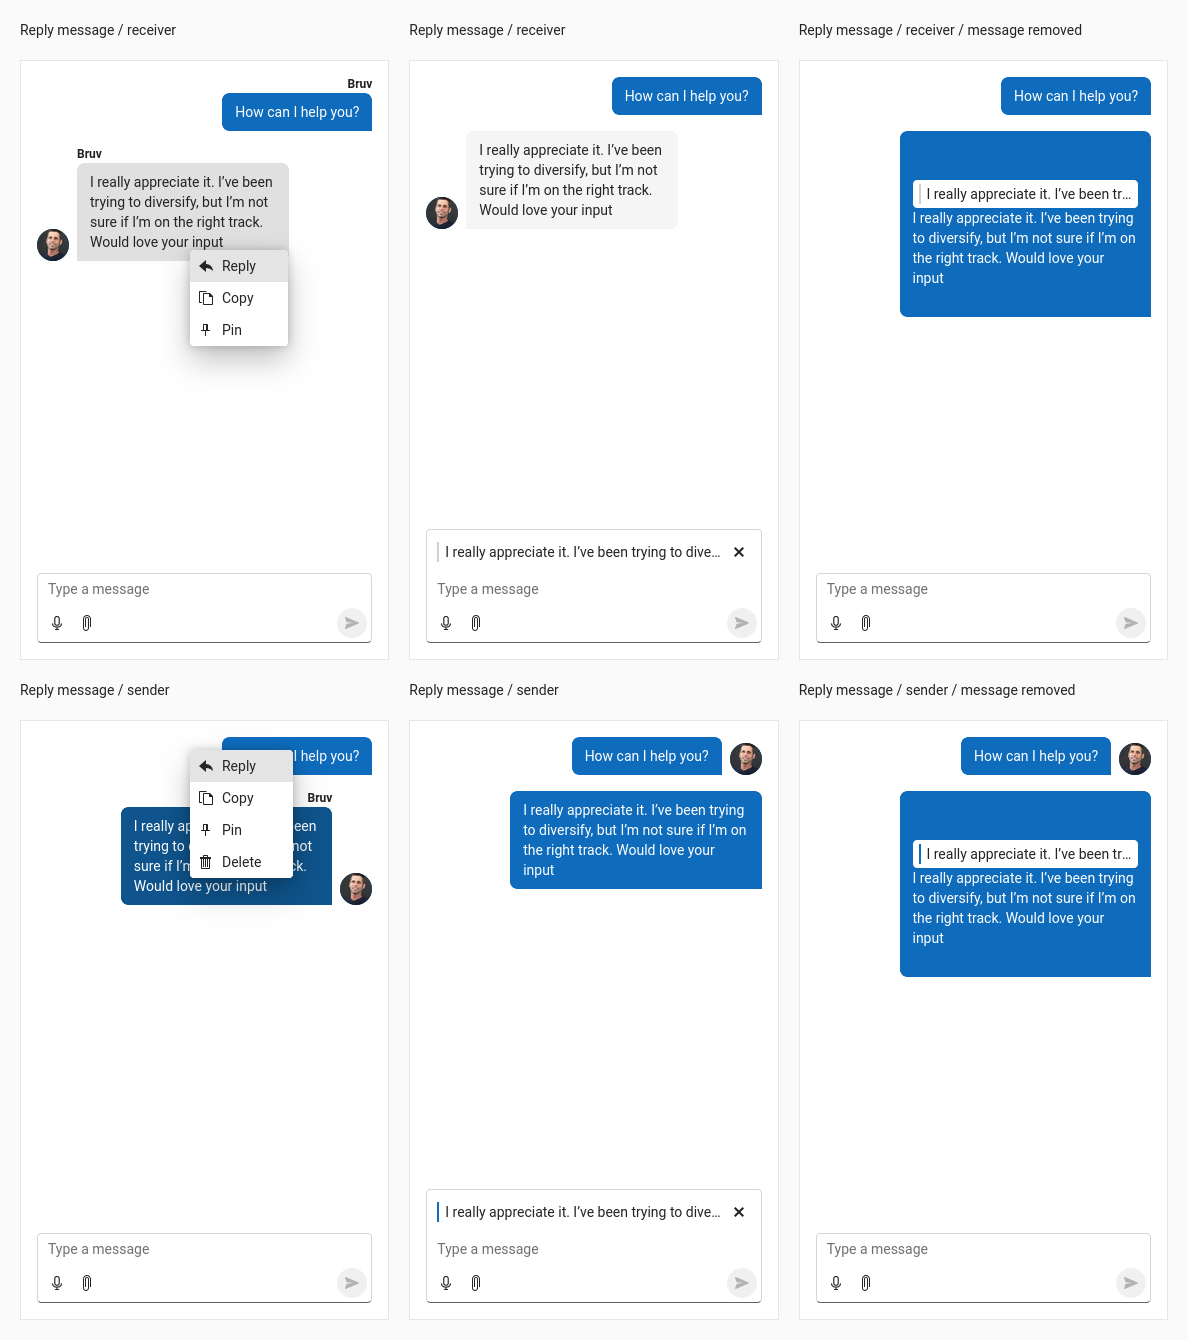 Reply message / receiver
Bruv
How can I help you?
Bruv
I really appreciate it. I’ve been
trying to diversify, but I’m not
sure if I’m on the right track.
Would love your input
Reply
Copy
Pin
Type a message
Reply message / receiver
How can I help you?
I really appreciate it. I’ve been
trying to diversify, but I’m not
sure if I’m on the right track.
Would love your input
I really appreciate it. I’ve been trying to dive...
Type a message
Reply message / receiver / message removed
How can I help you?
I really appreciate it. I’ve been tr...
I really appreciate it. I’ve been trying
to diversify, but I’m not sure if I’m on
the right track. Would love your
input
Type a message
Reply message / sender
I help you?
Reply
Copy
Pin
Delete
Bruv
I really ap een
trying to not
sure if I’m ck.
Would love your input
Type a message
Reply message / sender
How can I help you?
I really appreciate it. I’ve been trying
to diversify, but I’m not sure if I’m on
the right track. Would love your
input
I really appreciate it. I’ve been trying to dive...
Type a message
Reply message / sender / message removed
How can I help you?
I really appreciate it. I’ve been tr...
I really appreciate it. I’ve been trying
to diversify, but I’m not sure if I’m on
the right track. Would love your
input
Type a message